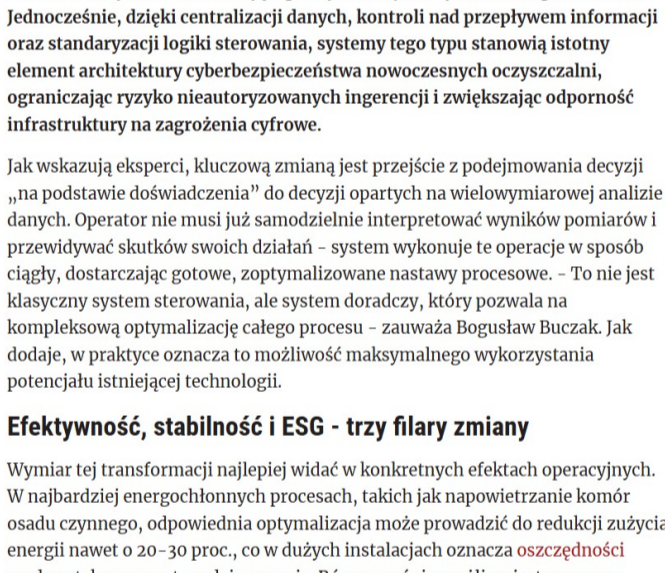 Jednocześnie, dzięki centralizacji danych, kontroli nad przepływem informacji
oraz standaryzacji logiki sterowania, systemy tego typu stanowią istotny
element architektury cyberbezpieczeństwa nowoczesnych oczyszczalni,
ograniczając ryzyko nieautoryzowanych ingerencji i zwiększając odporność
infrastruktury na zagrożenia cyfrowe.
Jak wskazują eksperci, kluczową zmianą jest przejście z podejmowania decyzji
„na podstawie doświadczenia” do decyzji opartych na wielowymiarowej analizie
danych. Operator nie musi już samodzielnie interpretować wyników pomiarów i
przewidywać skutków swoich działań – system wykonuje te operacje w sposób
ciągły, dostarczając gotowe, zoptymalizowane nastawy procesowe. – To nie jest
klasyczny system sterowania, ale system doradczy, który pozwala na
kompleksową optymalizację całego procesu – zauważa Bogusław Buczak. Jak
dodaje, w praktyce oznacza to możliwość maksymalnego wykorzystania
potencjału istniejącej technologii.
Efektywność, stabilność i ESG - trzy filary zmiany
Wymiar tej transformacji najlepiej widać w konkretnych efektach operacyjnych.
W najbardziej energochłonnych procesach, takich jak napowietrzanie komór
osadu czynnego, odpowiednia optymalizacja może prowadzić do redukcji zużycia
energii nawet o 20–30 proc., co w dużych instalacjach oznacza oszczędności